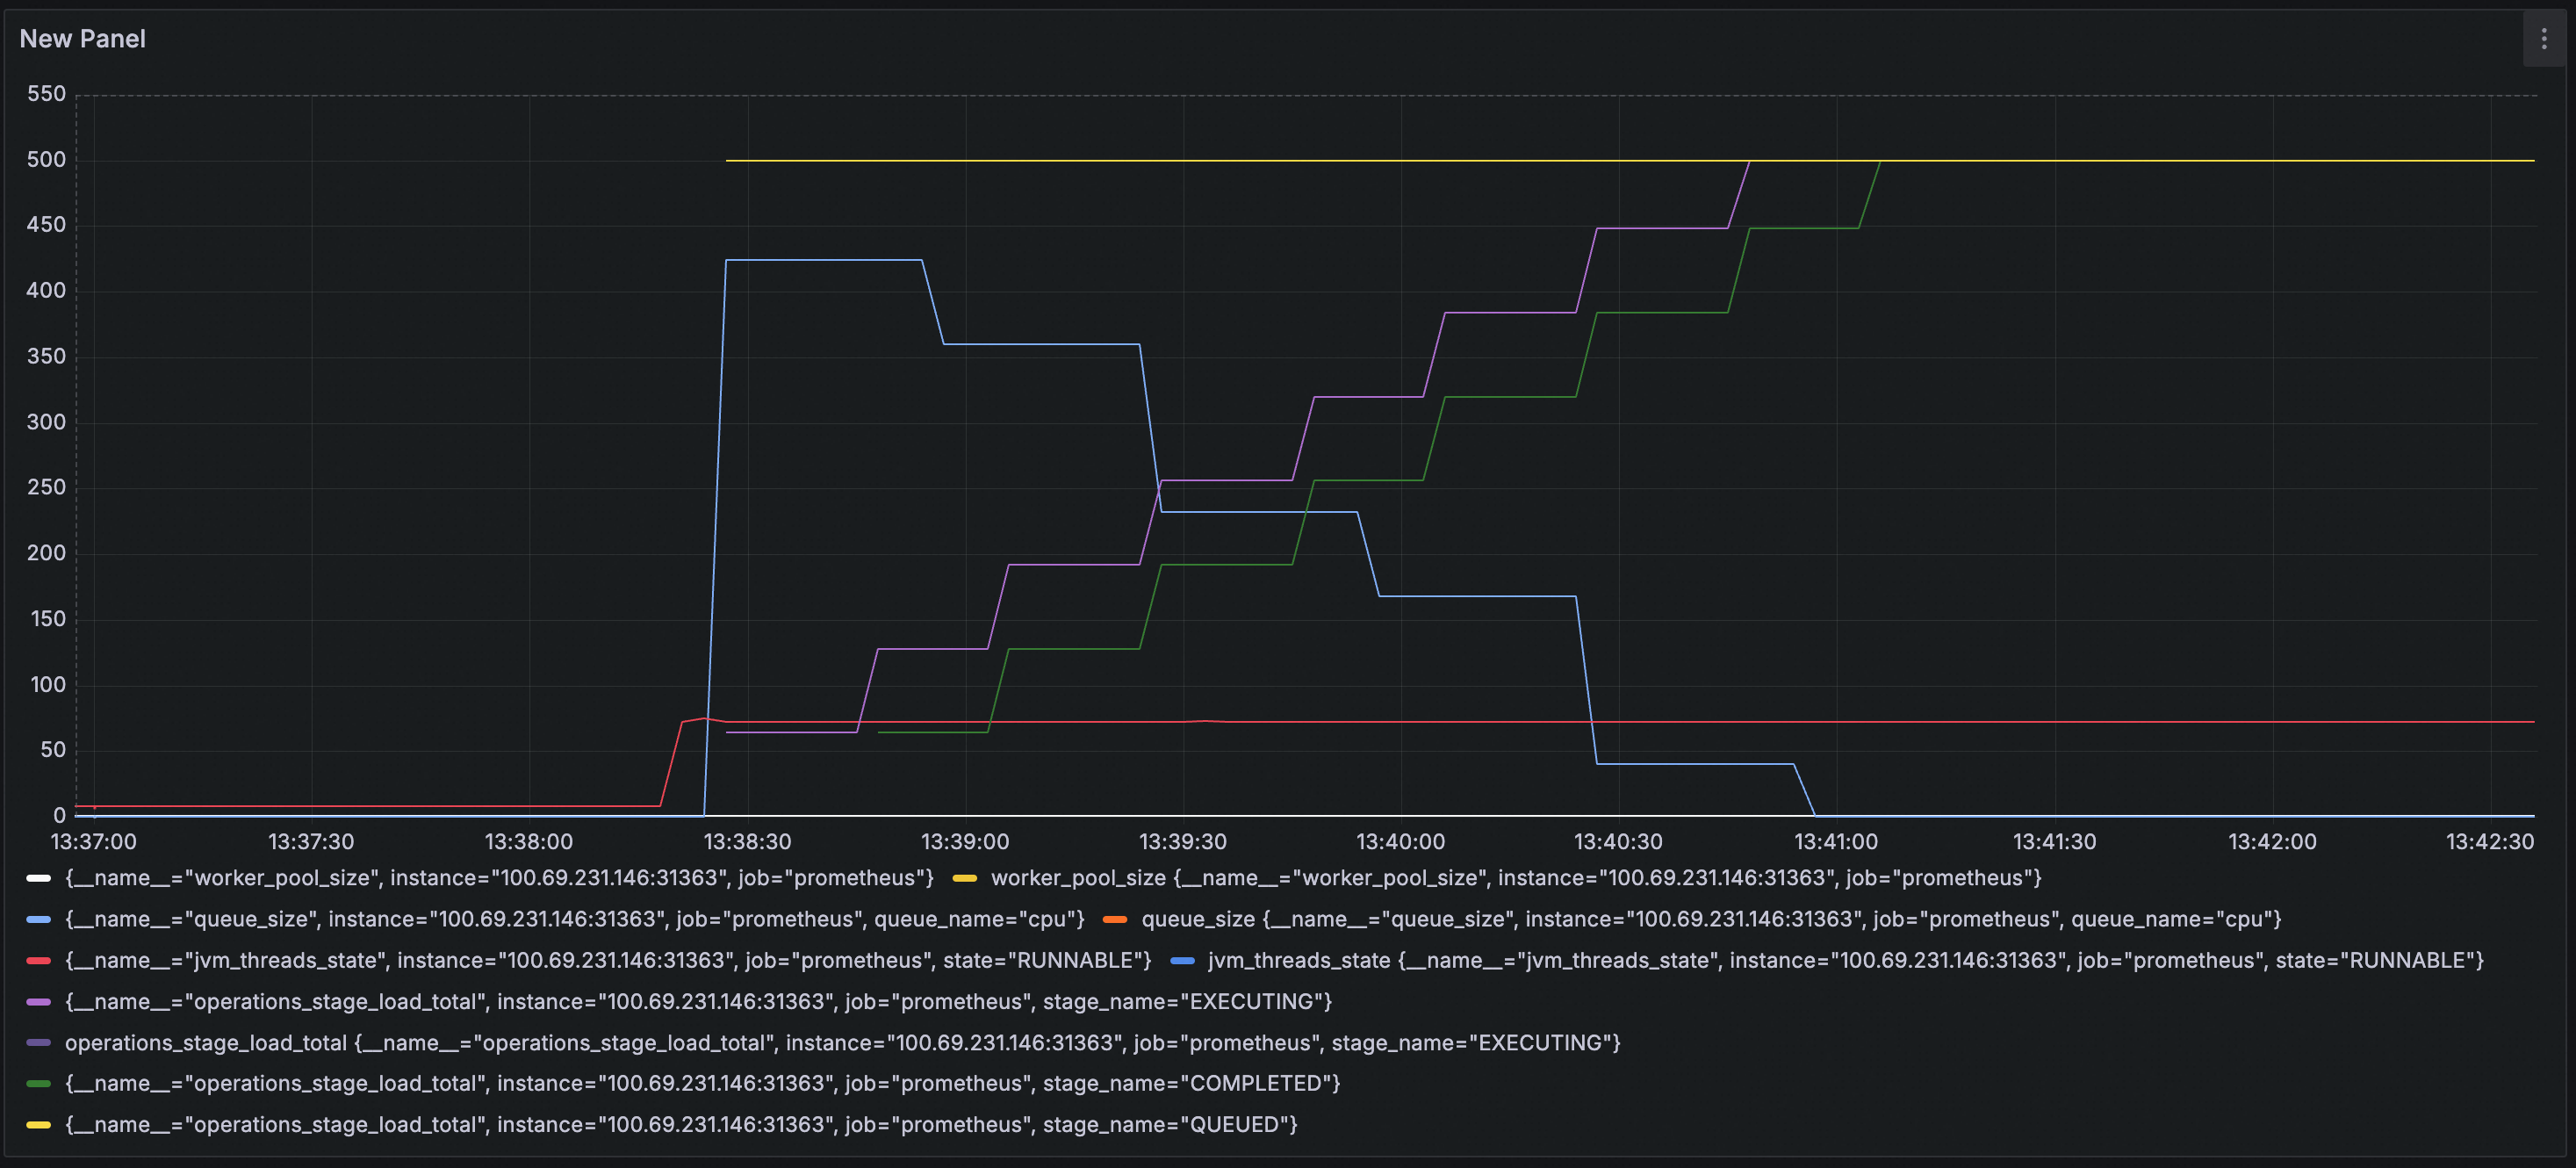 New Panel
550
500
450
400
350
300
250
200
150
100
50
0
13:37:00 13:37:30 13:38:00 13:38:30 13:39:00 13:39:30 13:40:00 13:40:30 13:41:00 13:41:30 13:42:00 13:42:30
{__name__="worker_pool_size", instance="100.69.231.146:31363", job="prometheus"} worker_pool_size {__name__="worker_pool_size", instance="100.69.231.146:31363", job="prometheus"}
{__name__="queue_size", instance="100.69.231.146:31363", job="prometheus", queue_name="cpu"} queue_size {__name__="queue_size", instance="100.69.231.146:31363", job="prometheus", queue_name="cpu"}
{__name__="jvm_threads_state", instance="100.69.231.146:31363", job="prometheus", state="RUNNABLE"} jvm_threads_state {__name__="jvm_threads_state", instance="100.69.231.146:31363", job="prometheus", state="RUNNABLE"}
{__name__="operations_stage_load_total", instance="100.69.231.146:31363", job="prometheus", stage_name="EXECUTING"}
operations_stage_load_total {__name__="operations_stage_load_total", instance="100.69.231.146:31363", job="prometheus", stage_name="EXECUTING"}
{__name__="operations_stage_load_total", instance="100.69.231.146:31363", job="prometheus", stage_name="COMPLETED"}
{__name__="operations_stage_load_total", instance="100.69.231.146:31363", job="prometheus", stage_name="QUEUED"}